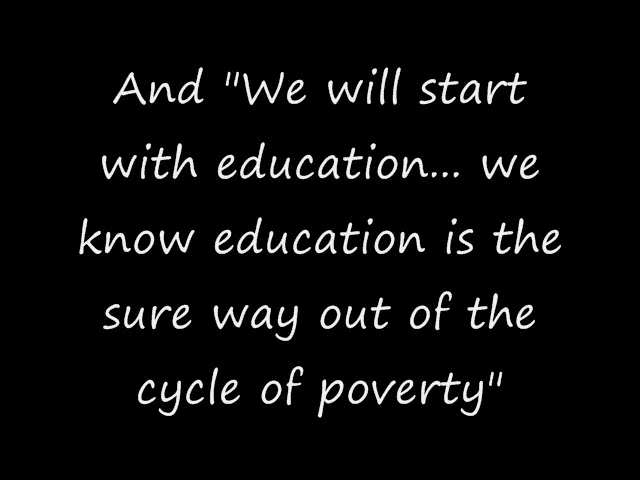 And "We will start
with education... we
know education is the
sure way out of the
cycle of poverty"